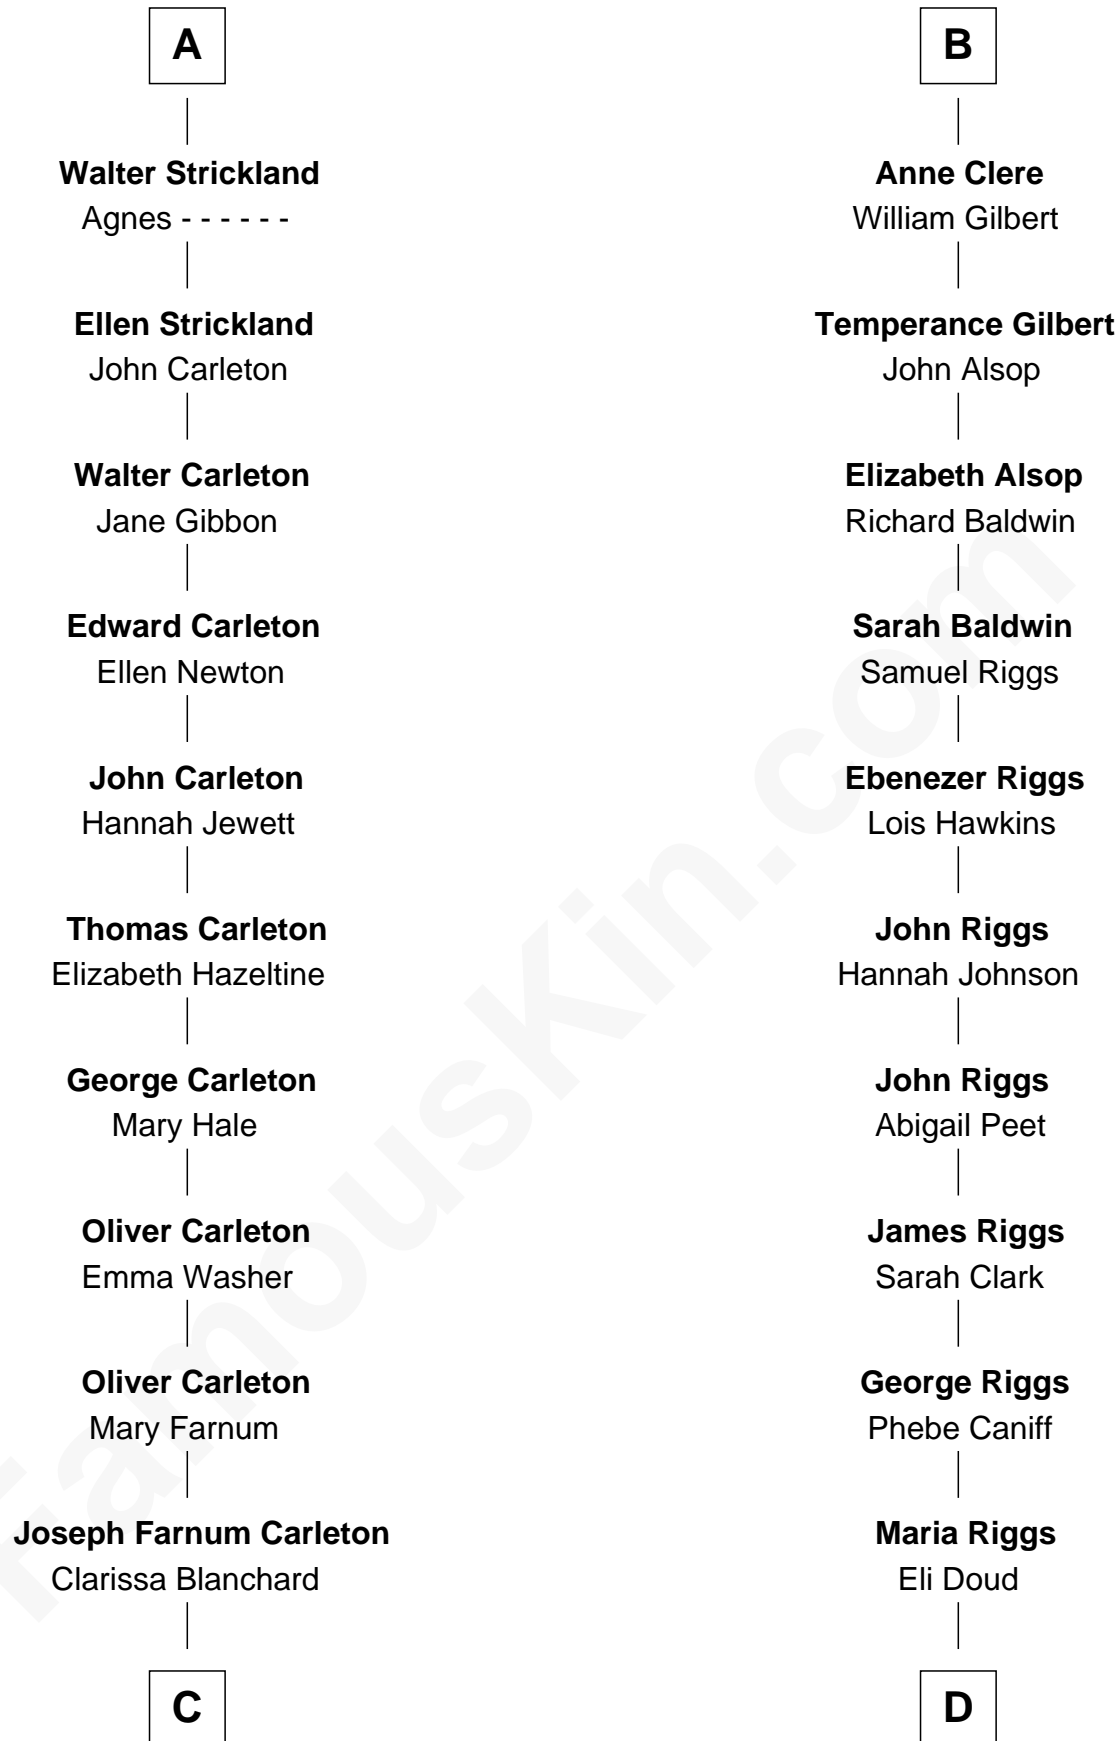 A
Walter Strickland
Agnes - - - - - -
Ellen Strickland
John Carleton
Walter Carleton
Jane Gibbon
Edward Carleton
Ellen Newton
John Carleton
Hannah Jewett
Thomas Carleton
Elizabeth Hazeltine
George Carleton
Mary Hale
Oliver Carleton
Emma Washer
Oliver Carleton
Mary Farnum
Joseph Farnum Carleton
Clarissa Blanchard
C
B
Anne Clere
William Gilbert
Temperance Gilbert
John Alsop
Elizabeth Alsop
Richard Baldwin
Sarah Baldwin
Samuel Riggs
Ebenezer Riggs
Lois Hawkins
John Riggs
Hannah Johnson
John Riggs
Abigail Peet
James Riggs
Sarah Clark
George Riggs
Phebe Caniff
Maria Riggs
Eli Doud
D
FamousKin.com